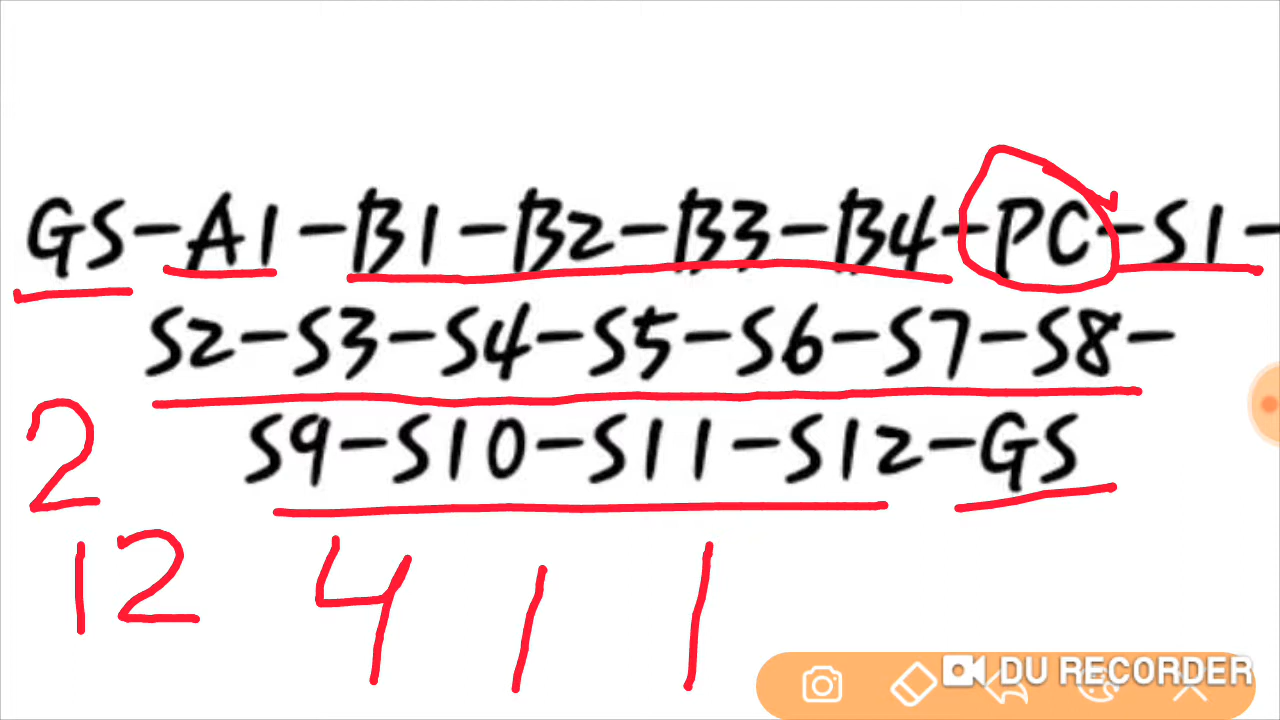 GS-A1-B1-B2-B3-B4-PC-S1-
S2-S3-S4-S5-S6-S7-S8-
S9-S10-S11-S12-GS
2
12 4 1 1
DU RECORDER